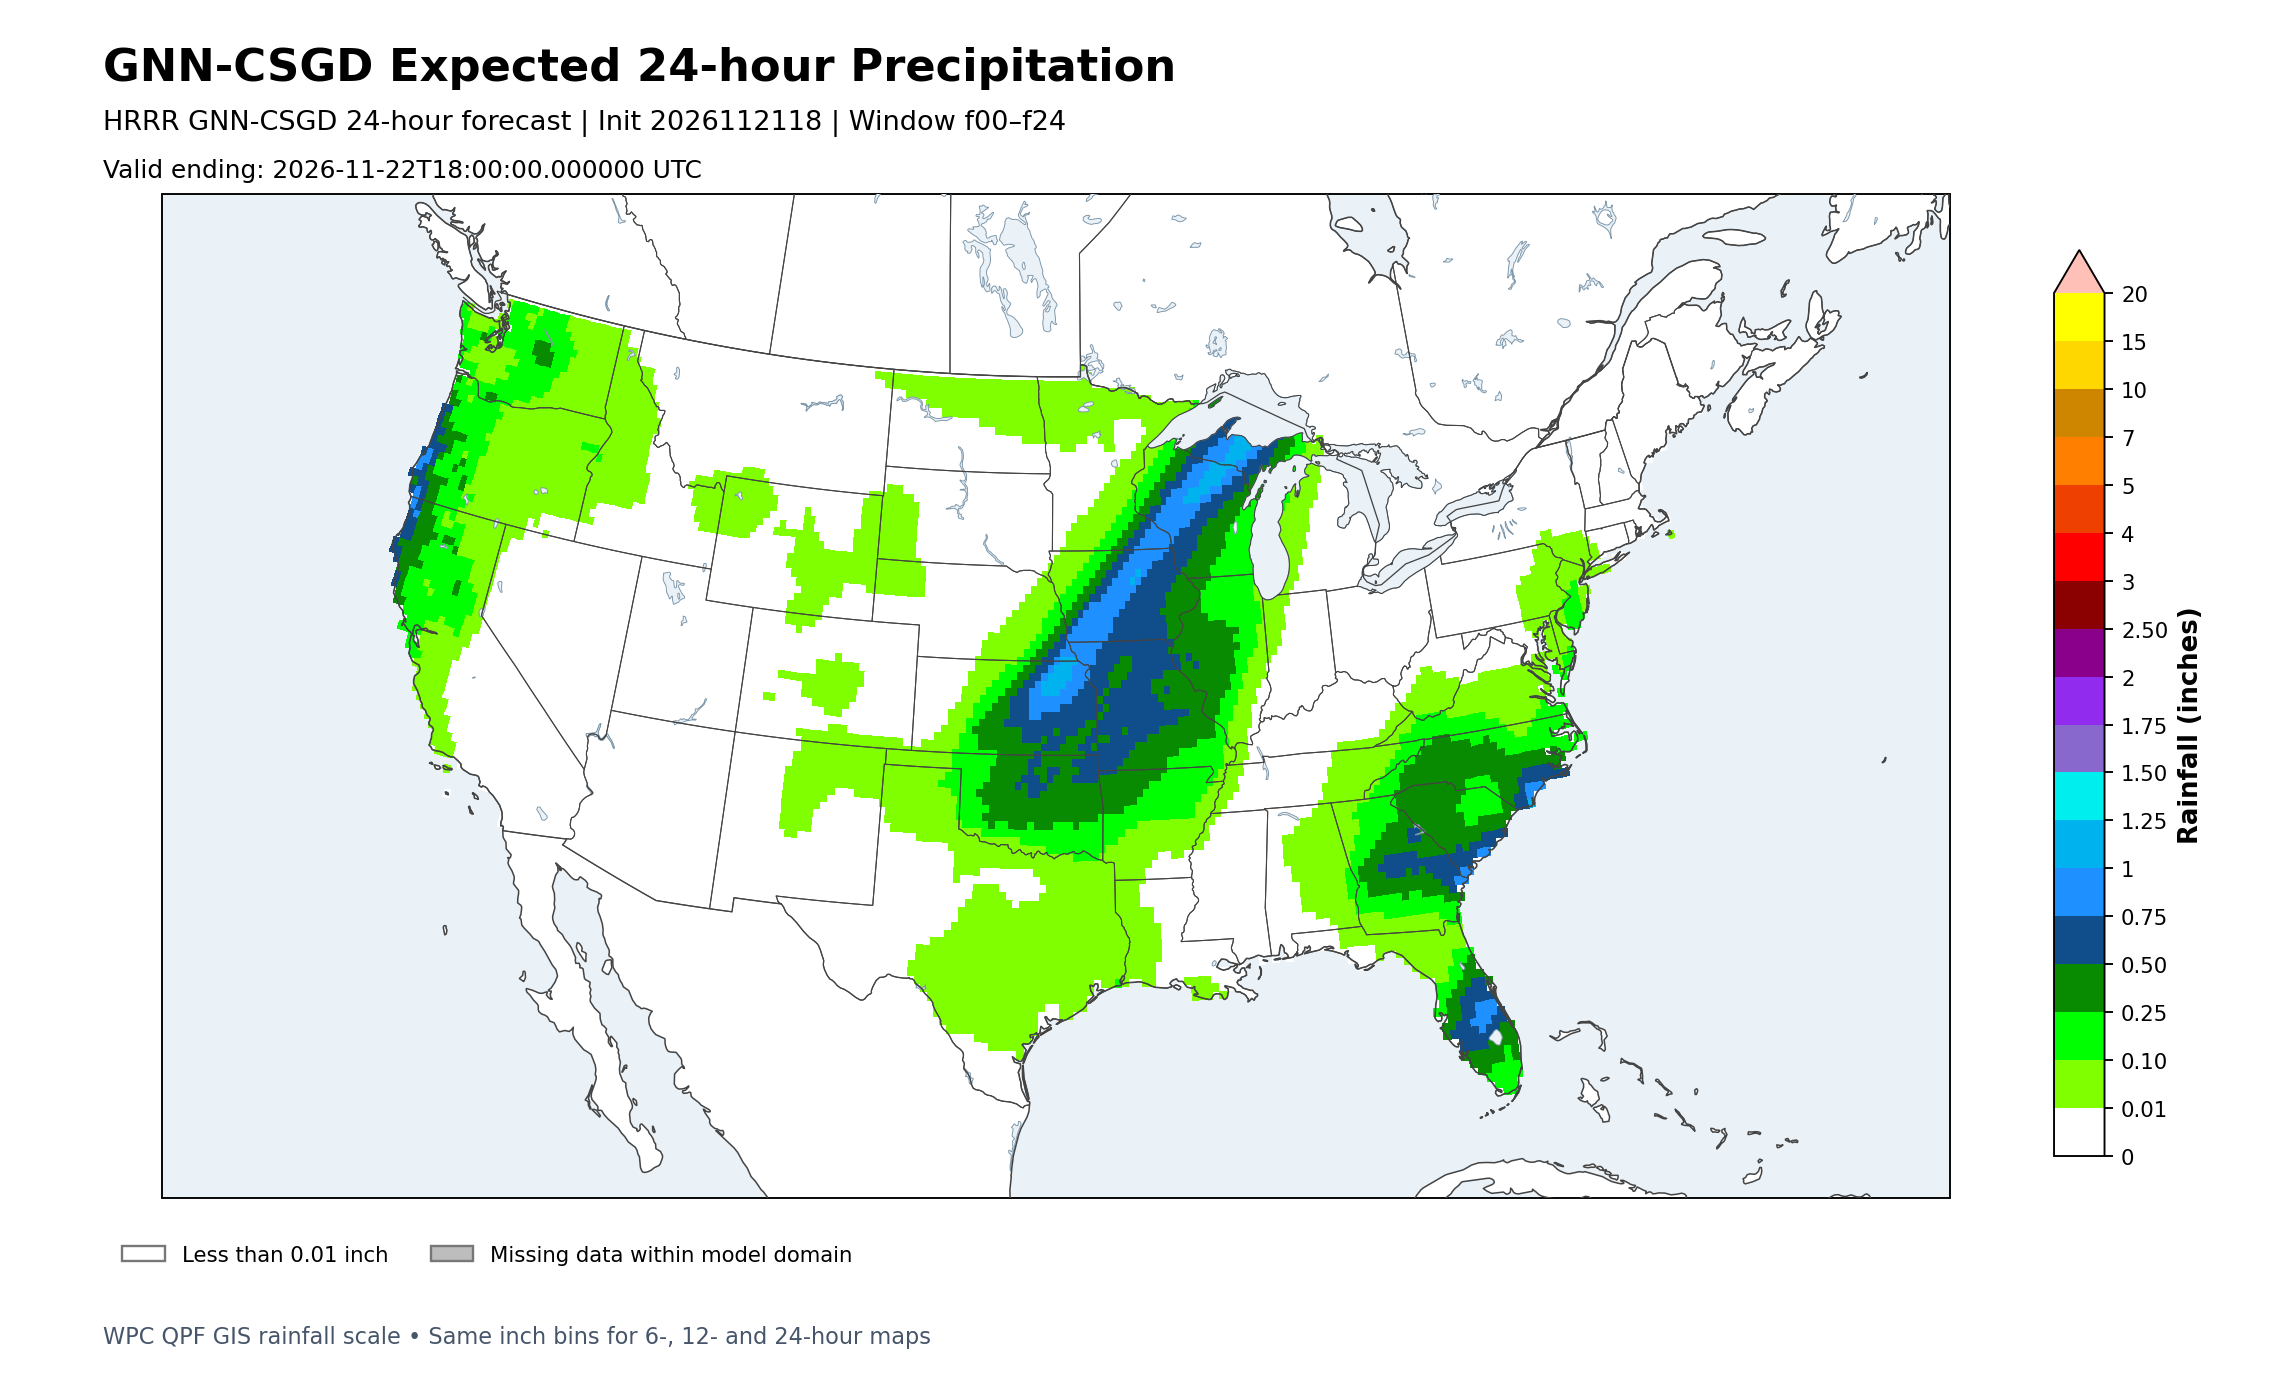 GNN-CSGD Expected 24-hour Precipitation
HRRR GNN-CSGD 24-hour forecast | Init 2026112118 | Window f00–f24
Valid ending: 2026-11-22T18:00:00.000000 UTC
20
15
10
7
5
4
3
2.50
2
1.75
1.50
1.25
1
0.75
0.50
0.25
0.10
0.01
0
Rainfall (inches)
Less than 0.01 inch
Missing data within model domain
WPC QPF GIS rainfall scale • Same inch bins for 6-, 12- and 24-hour maps